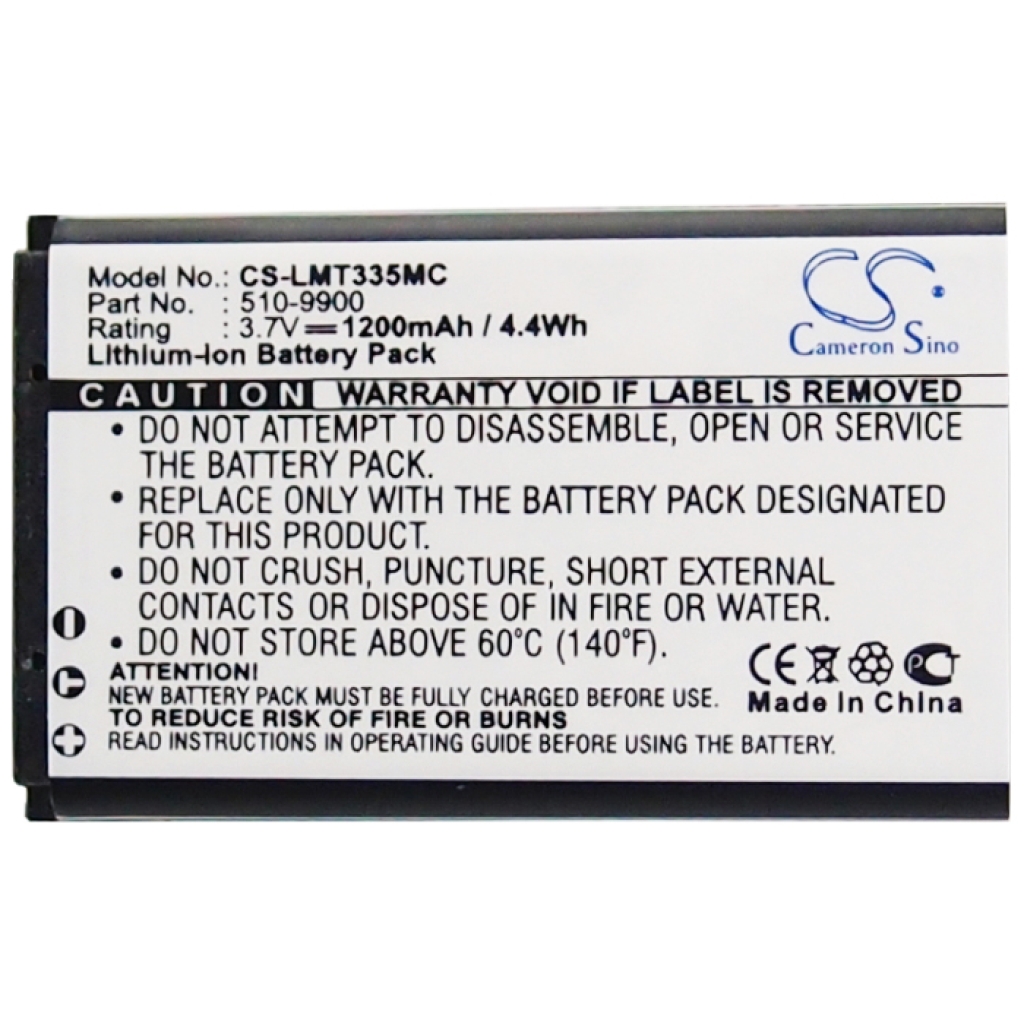 Model No.: CS-LMT335MC
Part No. : 510-9900
Rating : 3.7V 1200mAh / 4.4Wh
Lithium-Ion Battery Pack
CS
Cameron Sino
CAUTION WARRANTY VOID IF LABEL IS REMOVED
• DO NOT ATTEMPT TO DISASSEMBLE, OPEN OR SERVICE
THE BATTERY PACK.
• REPLACE ONLY WITH THE BATTERY PACK DESIGNATED
FOR THIS PRODUCT.
• DO NOT CRUSH, PUNCTURE, SHORT EXTERNAL
CONTACTS OR DISPOSE OF IN FIRE OR WATER.
• DO NOT STORE ABOVE 60°C (140°F).
ATTENTION!
NEW BATTERY PACK MUST BE FULLY CHARGED BEFORE USE.
TO REDUCE RISK OF FIRE OR BURNS
READ INSTRUCTIONS IN OPERATING GUIDE BEFORE USING THE BATTERY.
CE
Made In China
T